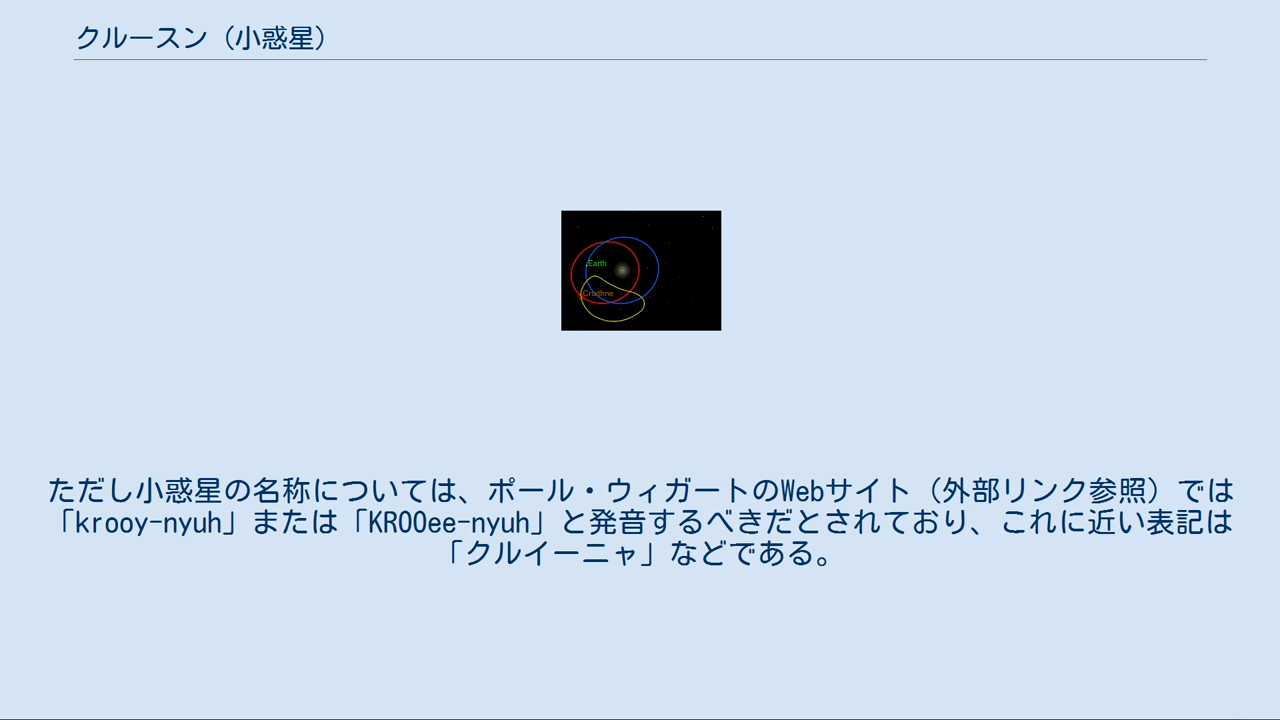 クルースン（小惑星）
Earth
Cruithne
ただし小惑星の名称については、ポール・ウィガートのWebサイト（外部リンク参照）では
「krooy-nyuh」または「KROOee-nyuh」と発音するべきだとされており、これに近い表記は
「クルイーニャ」などである。